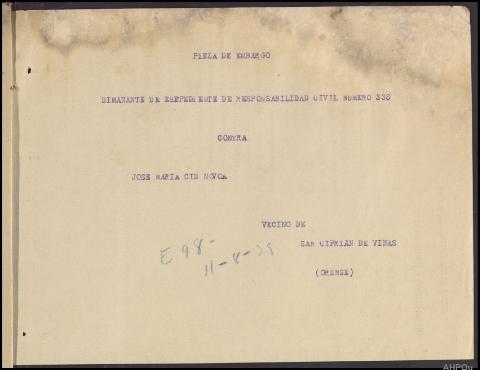 PIEZA DE EMBARGO
DIMANANTE DE EXPEDIENTE DE RESPONSABILIDAD CIVIL NUMERO 338
CONTRA
JOSE MARIA CID NOVOA
VECINO DE
SAN CIPRIAN DE VIÑAS
(ORENSE)
E 98-
11-8-39
AHPOu